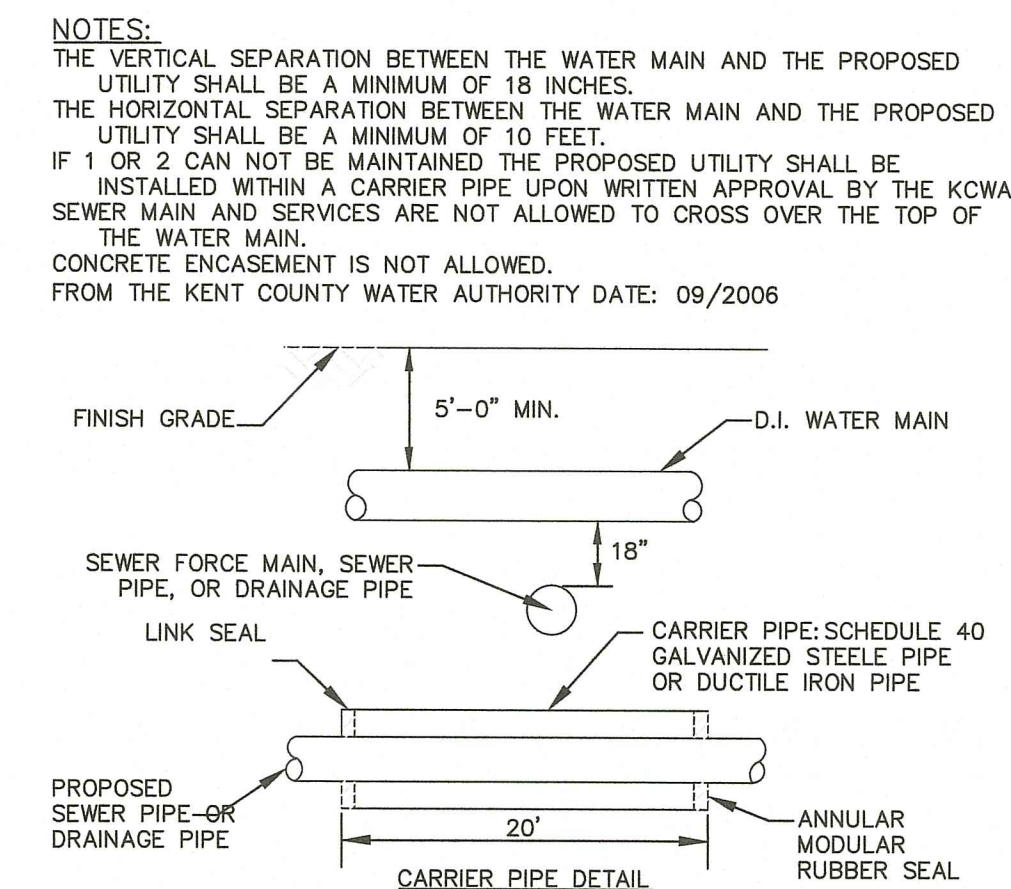 NOTES:
THE VERTICAL SEPARATION BETWEEN THE WATER MAIN AND THE PROPOSED
UTILITY SHALL BE A MINIMUM OF 18 INCHES.
THE HORIZONTAL SEPARATION BETWEEN THE WATER MAIN AND THE PROPOSED
UTILITY SHALL BE A MINIMUM OF 10 FEET.
IF 1 OR 2 CAN NOT BE MAINTAINED THE PROPOSED UTILITY SHALL BE
INSTALLED WITHIN A CARRIER PIPE UPON WRITTEN APPROVAL BY THE KCWA
SEWER MAIN AND SERVICES ARE NOT ALLOWED TO CROSS OVER THE TOP OF
THE WATER MAIN.
CONCRETE ENCASEMENT IS NOT ALLOWED.
FROM THE KENT COUNTY WATER AUTHORITY DATE: 09/2006
FINISH GRADE
5'-0" MIN.
D.I. WATER MAIN
18"
SEWER FORCE MAIN, SEWER
PIPE, OR DRAINAGE PIPE
LINK SEAL
CARRIER PIPE: SCHEDULE 40
GALVANIZED STEELE PIPE
OR DUCTILE IRON PIPE
PROPOSED
SEWER PIPE OR
DRAINAGE PIPE
20'
ANNULAR
MODULAR
RUBBER SEAL
CARRIER PIPE DETAIL